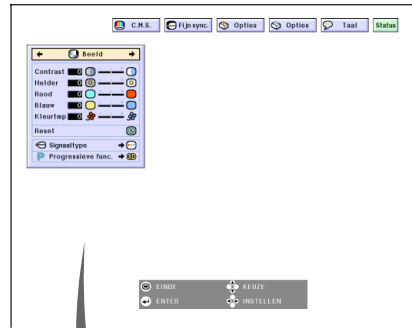 C.M.S. Fijn sync. Opties Opties Taal Status
Beeld
Contrast 0
Helder 0
Rood 0
Blauw 0
Kleurtmp 0
Reset
Signaaltype
P Progressieve func.
EINDE KEUZE
ENTER INSTELLEN